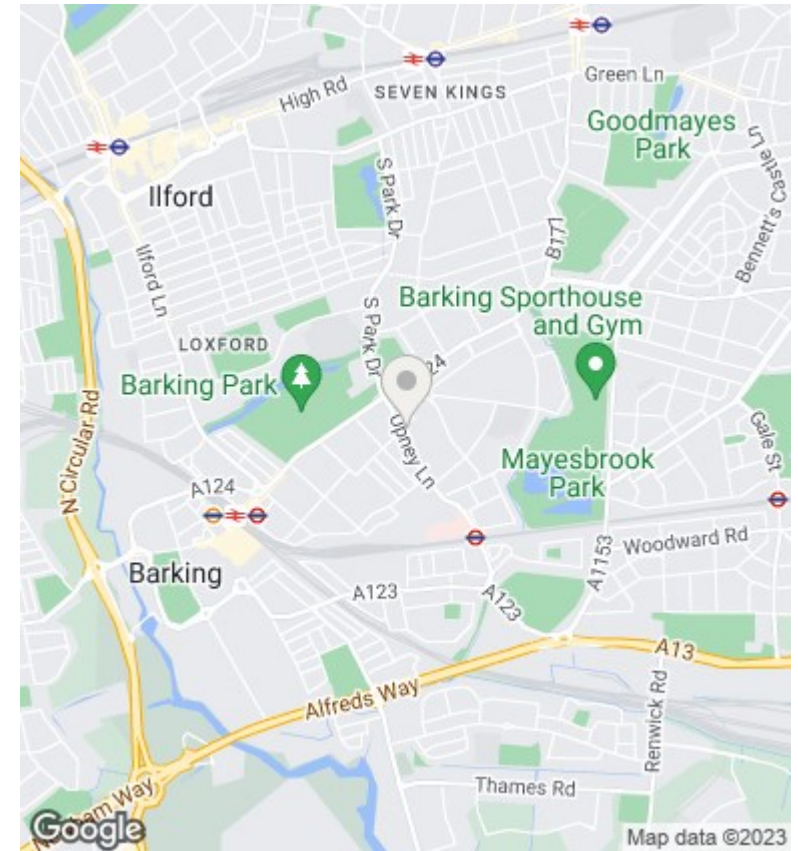 Green Ln
SEVEN KINGS
High Rd
Goodmayes
Park
Bennett's Castle Ln
Ilford
S Park Dr
B177
Ilford Ln
Barking Sporthouse
and Gym
S Park Dr
LOXFORD
Barking Park
Upney Ln
Gale St
N Circular Rd
Mayesbrook
Park
A124
Woodward Rd
Barking
A1153
A123
A123
A13
Alfreds Way
Renwick Rd
Thames Rd
Google
Map data ©2023